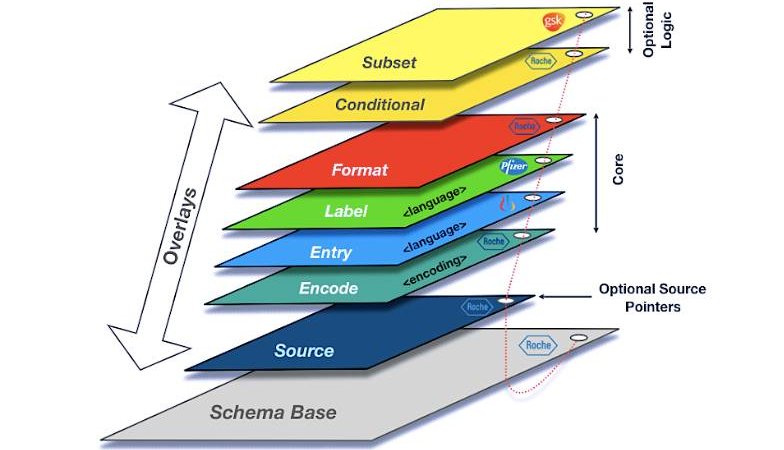 gsk
Optional
Logic
Subset
Roche
Conditional
Roche
Format
Pfizer
Core
Label
<language>
Overlays
<language>
Entry
Roche
<encoding>
Encode
Optional Source
Pointers
Roche
Source
Roche
Schema Base